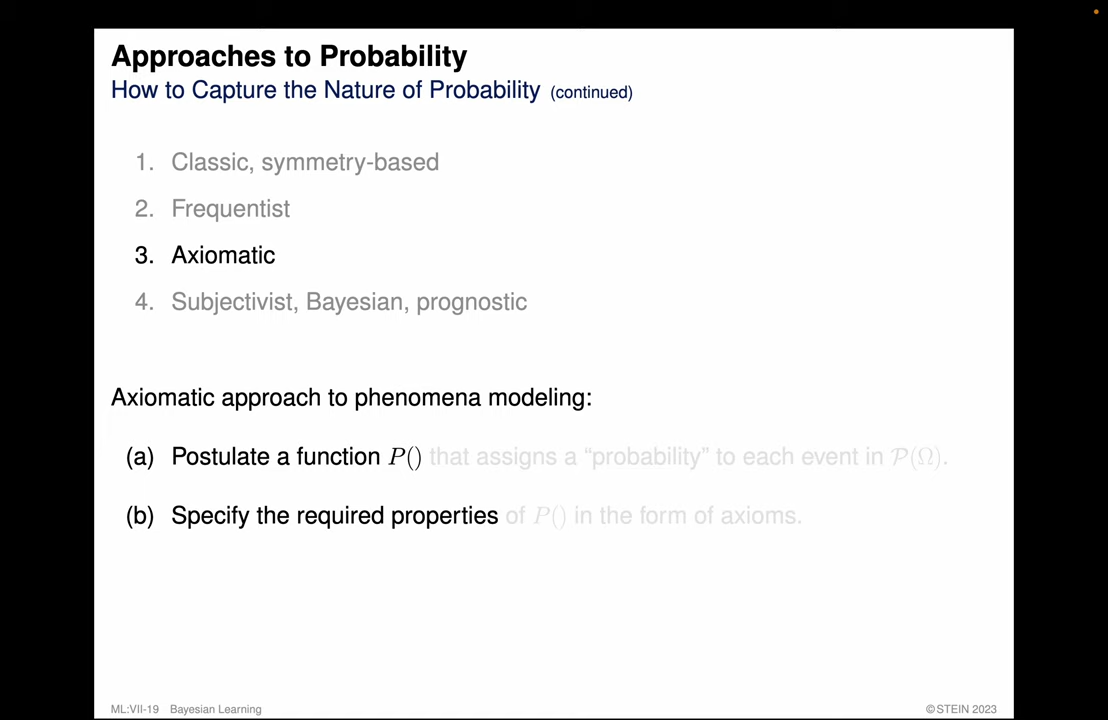 Approaches to Probability
How to Capture the Nature of Probability (continued)
1. Classic, symmetry-based
2. Frequentist
3. Axiomatic
4. Subjectivist, Bayesian, prognostic
Axiomatic approach to phenomena modeling:
(a) Postulate a function P() that assigns a “probability” to each event in 𝒫(Ω).
(b) Specify the required properties of P() in the form of axioms.
ML:VII-19 Bayesian Learning ©STEIN 2023